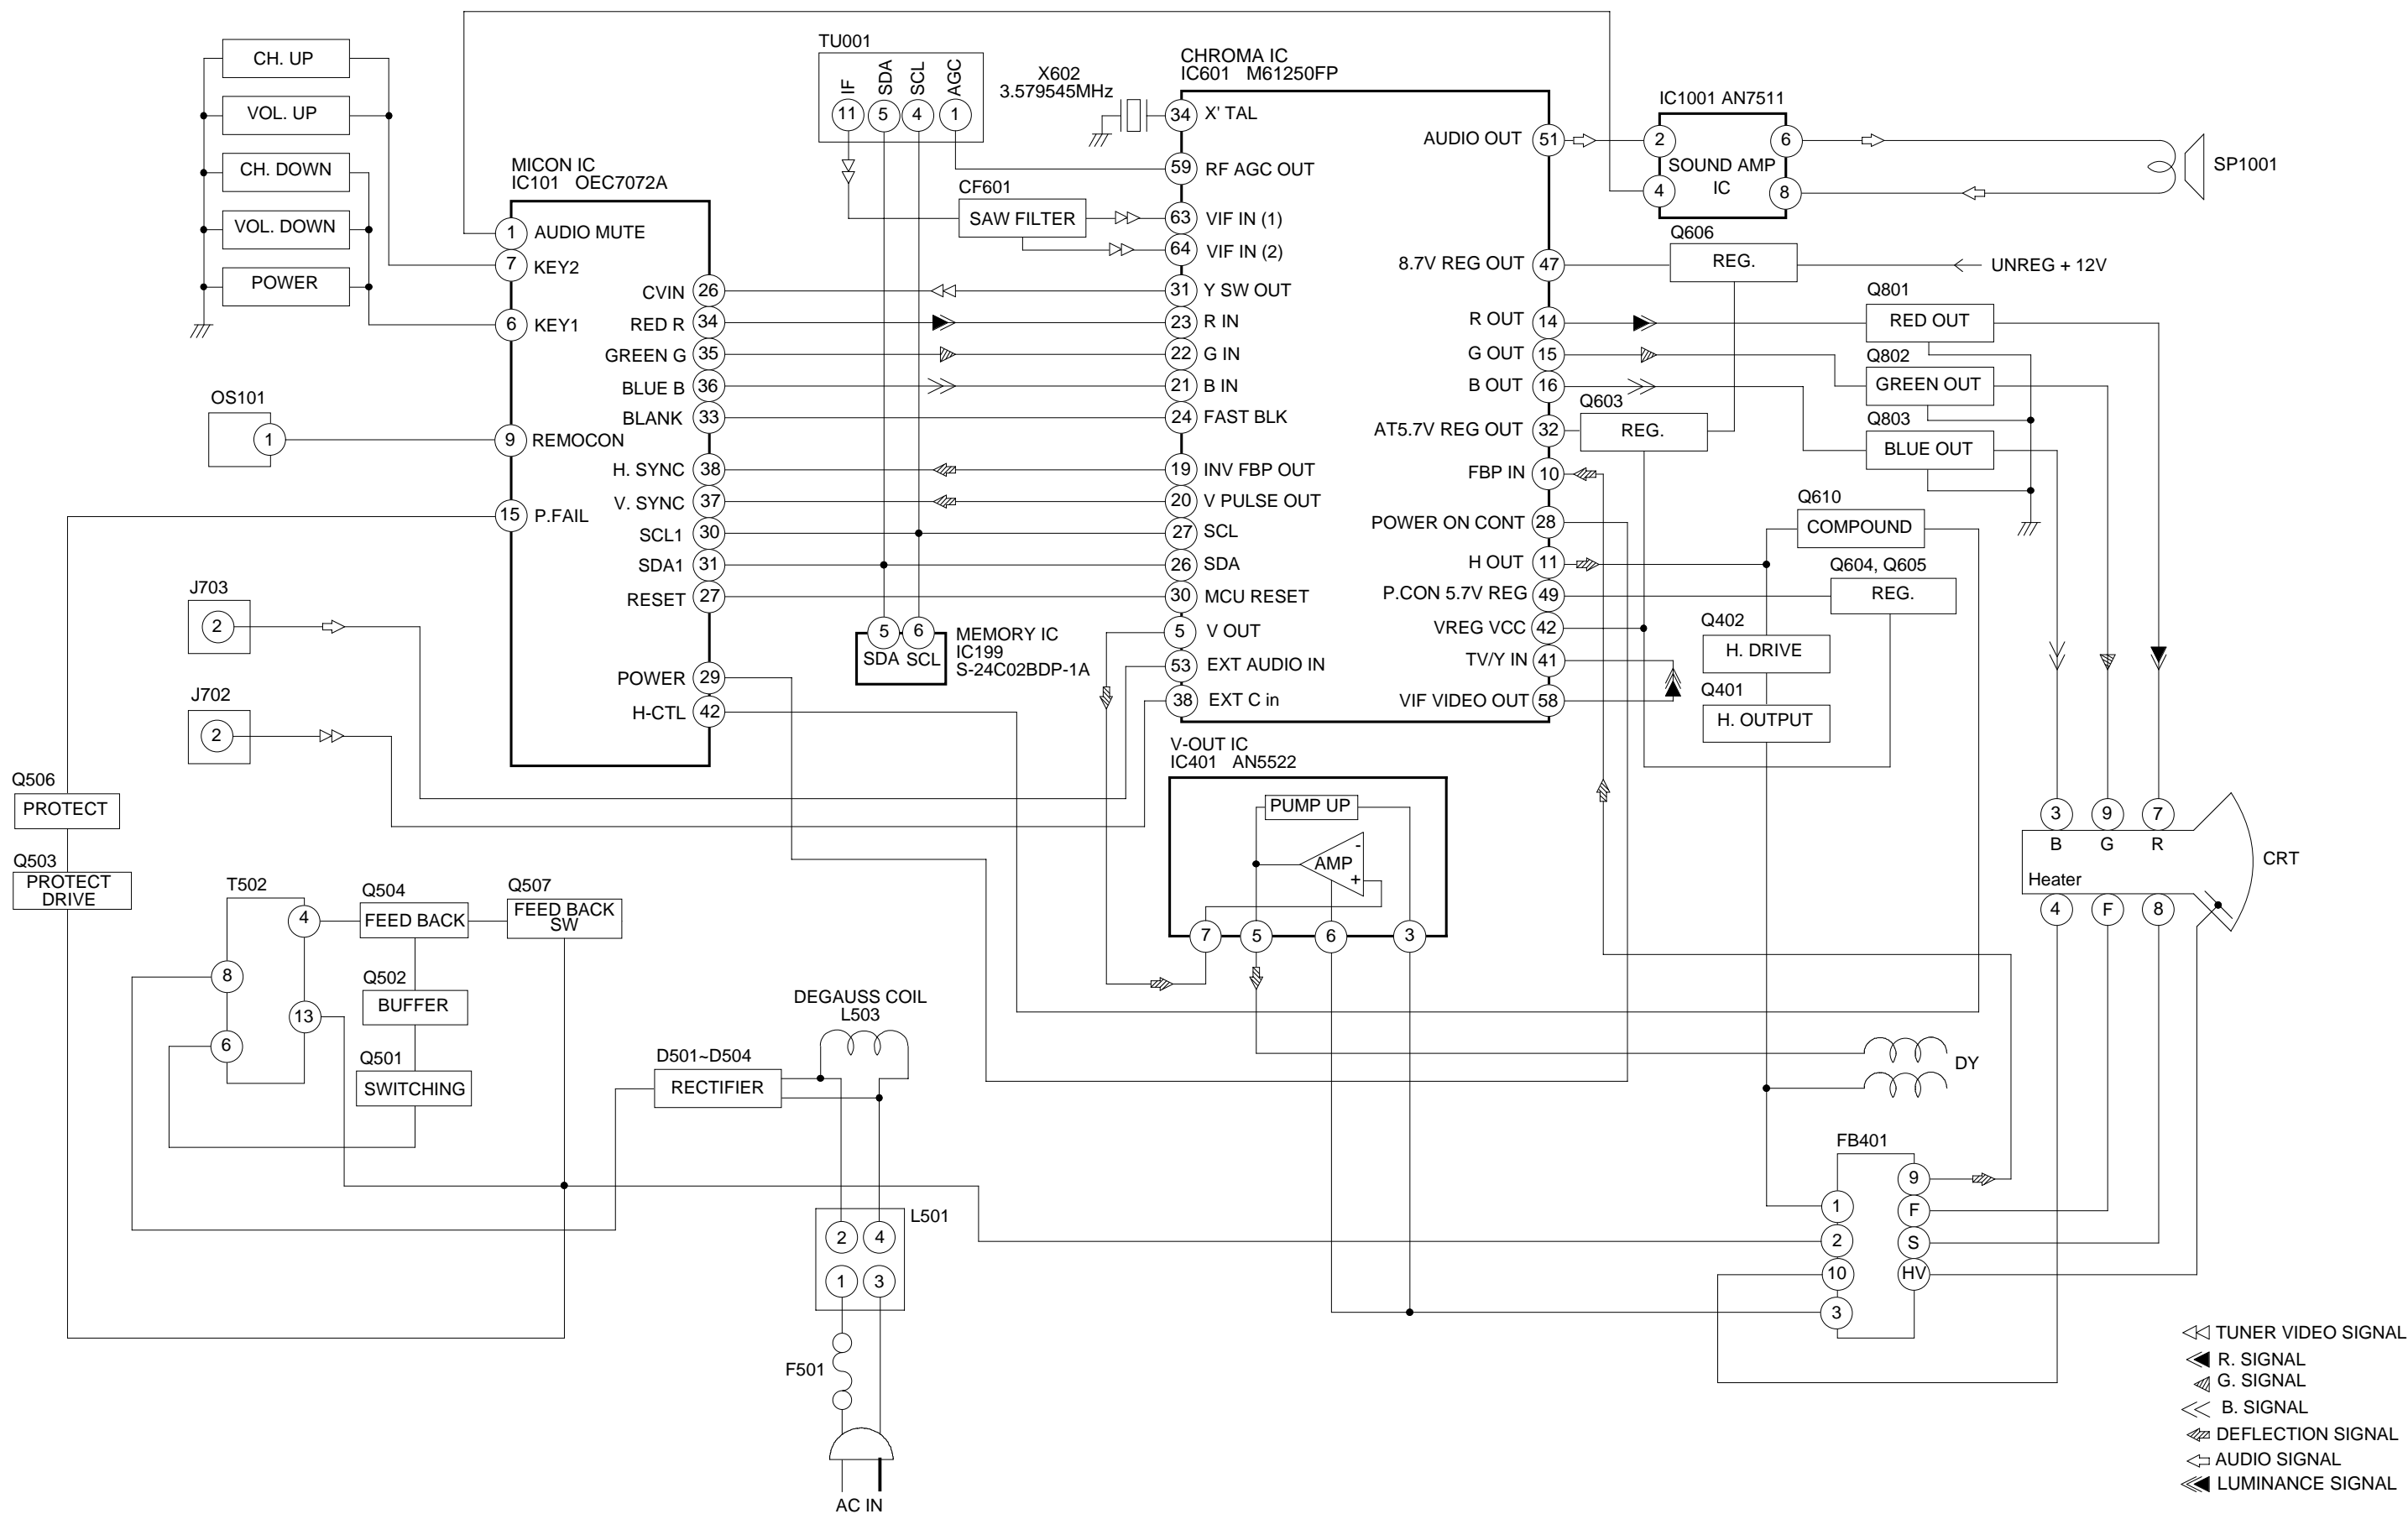 CH. UP
VOL. UP
CH. DOWN
VOL. DOWN
POWER
OS101
1
J703
2
J702
2
Q506
PROTECT
Q503
PROTECT
DRIVE
T502
4
8
13
6
Q504
FEED BACK
Q507
FEED BACK
SW
Q502
BUFFER
Q501
SWITCHING
MICON IC
IC101 OEC7072A
1 AUDIO MUTE
7 KEY2
6 KEY1
9 REMOCON
15 P.FAIL
CVIN 26
RED R 34
GREEN G 35
BLUE B 36
BLANK 33
H. SYNC 38
V. SYNC 37
SCL1 30
SDA1 31
RESET 27
POWER 29
H-CTL 42
TU001
IF
SDA
SCL
AGC
11
5
4
1
CF601
SAW FILTER
X602
3.579545MHz
5
6
SDA SCL
MEMORY IC
IC199
S-24C02BDP-1A
CHROMA IC
IC601 M61250FP
34 X' TAL
59 RF AGC OUT
63 VIF IN (1)
64 VIF IN (2)
31 Y SW OUT
23 R IN
22 G IN
21 B IN
24 FAST BLK
19 INV FBP OUT
20 V PULSE OUT
27 SCL
26 SDA
30 MCU RESET
5 V OUT
53 EXT AUDIO IN
38 EXT C in
AUDIO OUT 51
8.7V REG OUT 47
R OUT 14
G OUT 15
B OUT 16
AT5.7V REG OUT 32
FBP IN 10
POWER ON CONT 28
H OUT 11
P.CON 5.7V REG 49
VREG VCC 42
TV/Y IN 41
VIF VIDEO OUT 58
IC1001 AN7511
2
6
SOUND AMP
IC
4
8
SP1001
Q606
REG.
UNREG + 12V
Q801
RED OUT
Q802
GREEN OUT
Q803
BLUE OUT
Q603
REG.
Q610
COMPOUND
Q604, Q605
REG.
Q402
H. DRIVE
Q401
H. OUTPUT
V-OUT IC
IC401 AN5522
PUMP UP
AMP
-
+
7
5
6
3
3
9
7
B
G
R
Heater
4
F
8
CRT
DY
FB401
1
2
10
3
9
F
S
HV
DEGAUSS COIL
L503
D501~D504
RECTIFIER
L501
2
4
1
3
F501
AC IN
TUNER VIDEO SIGNAL
R. SIGNAL
G. SIGNAL
B. SIGNAL
DEFLECTION SIGNAL
AUDIO SIGNAL
LUMINANCE SIGNAL